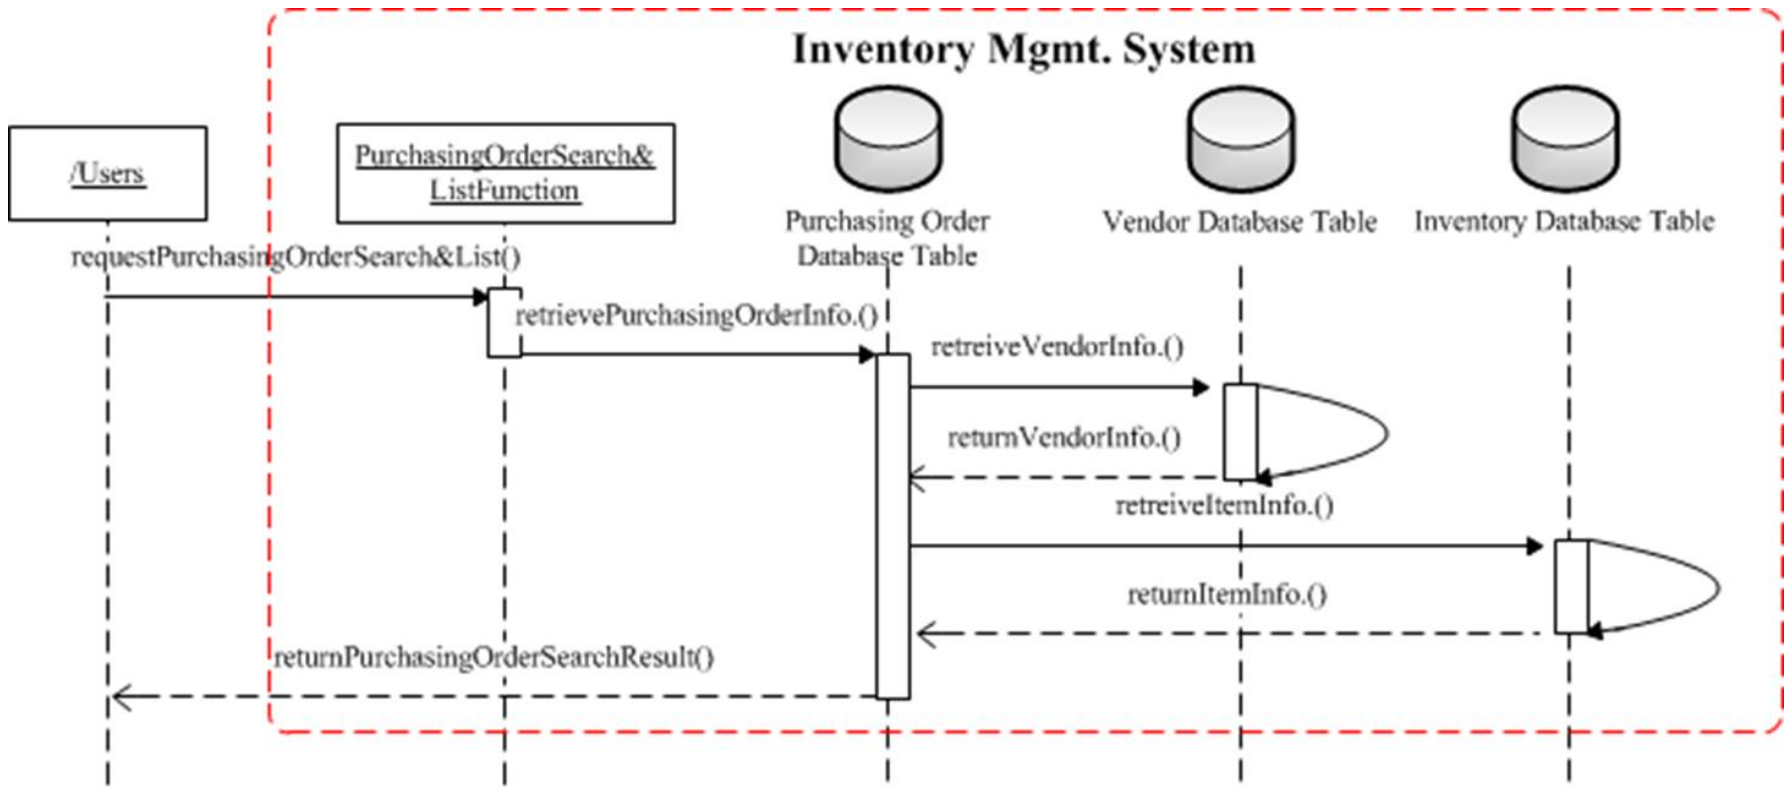 Inventory Mgmt. System
/Users
PurchasingOrderSearch&
ListFunction
Purchasing Order
Database Table
Vendor Database Table
Inventory Database Table
requestPurchasingOrderSearch&List()
retrievePurchasingOrderInfo.()
retreiveVendorInfo.()
returnVendorInfo.()
retreiveItemInfo.()
returnItemInfo.()
returnPurchasingOrderSearchResult()